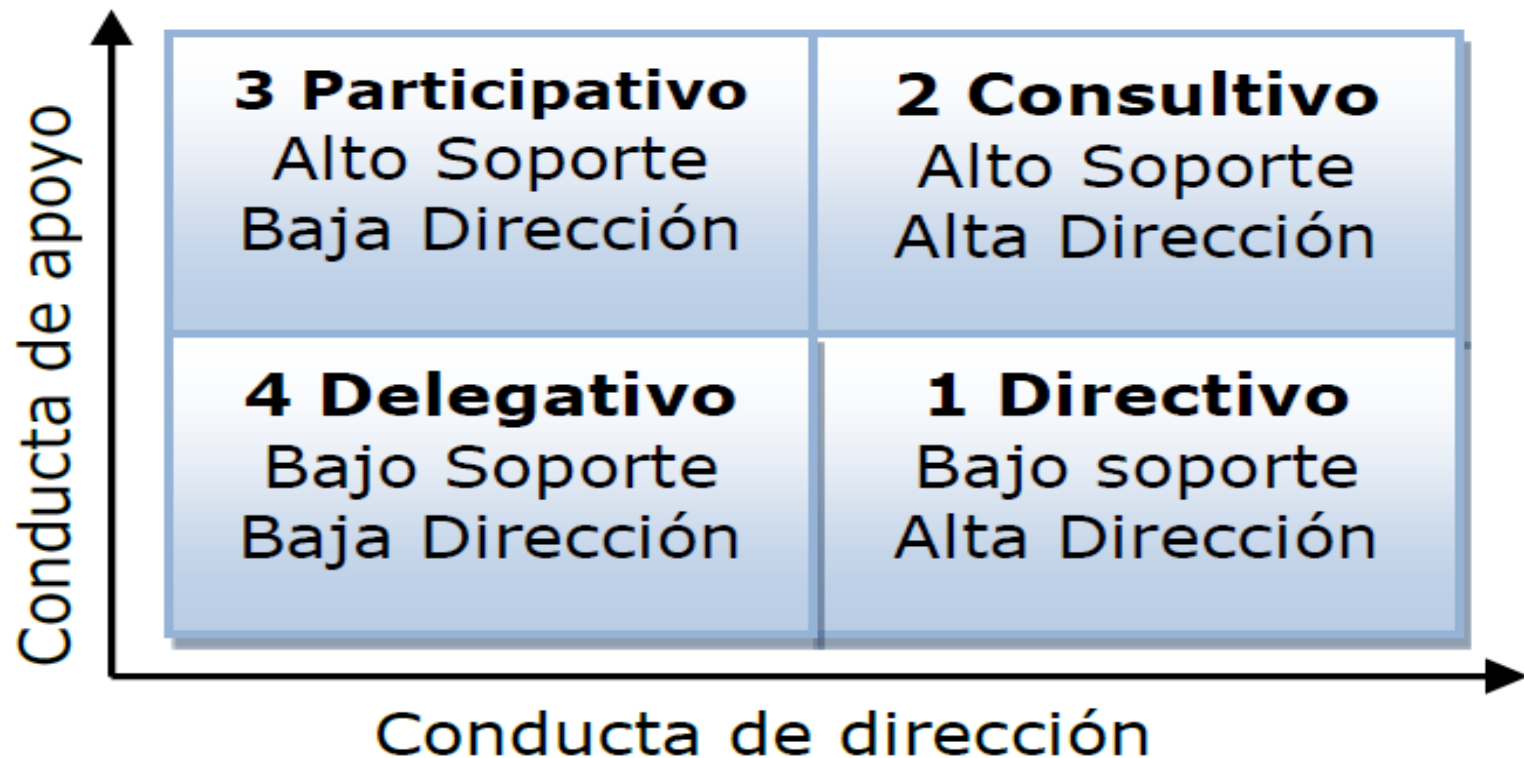 Conducta de apoyo
3 Participativo
Alto Soporte
Baja Dirección
2 Consultivo
Alto Soporte
Alta Dirección
4 Delegativo
Bajo Soporte
Baja Dirección
1 Directivo
Bajo soporte
Alta Dirección
Conducta de dirección